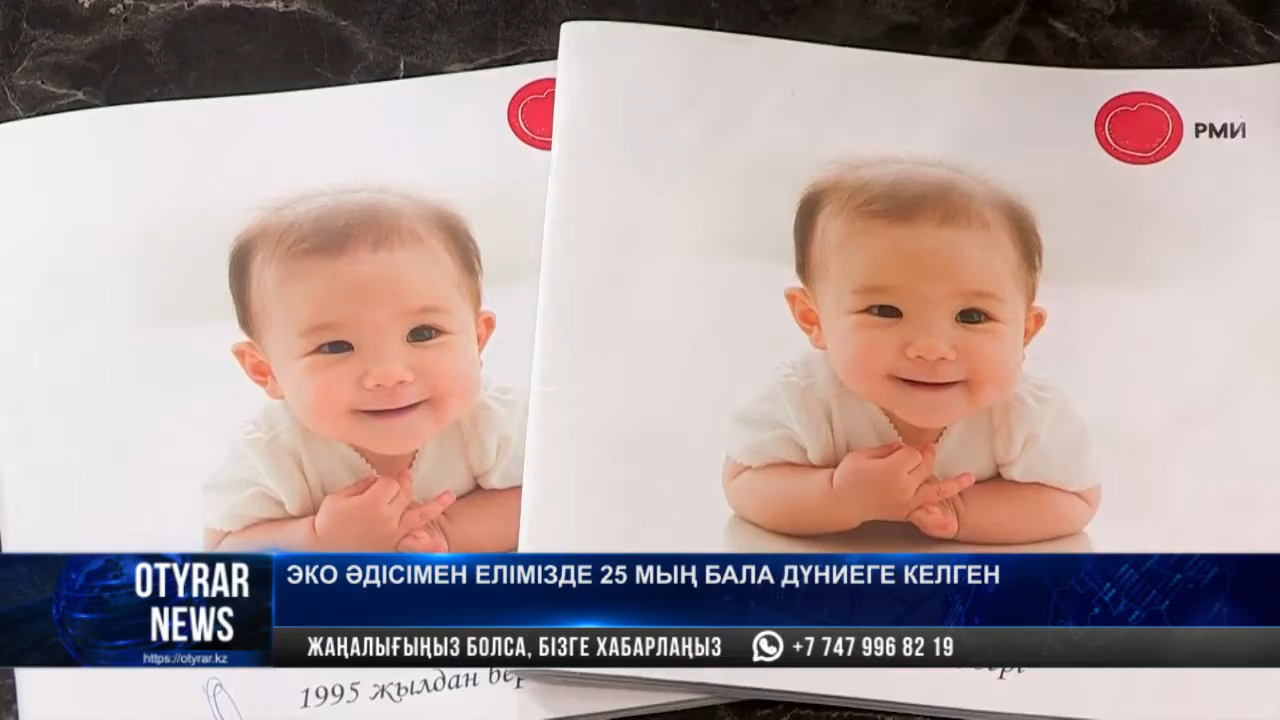 РМИ
OTYRAR
NEWS
https://otyrar.kz
ЭКО ӘДІСІМЕН ЕЛІМІЗДЕ 25 МЫҢ БАЛА ДҮНИЕГЕ КЕЛГЕН
ЖАҢАЛЫҒЫҢЫЗ БОЛСА, БІЗГЕ ХАБАРЛАҢЫЗ +7 747 996 82 19
1995 жылдан